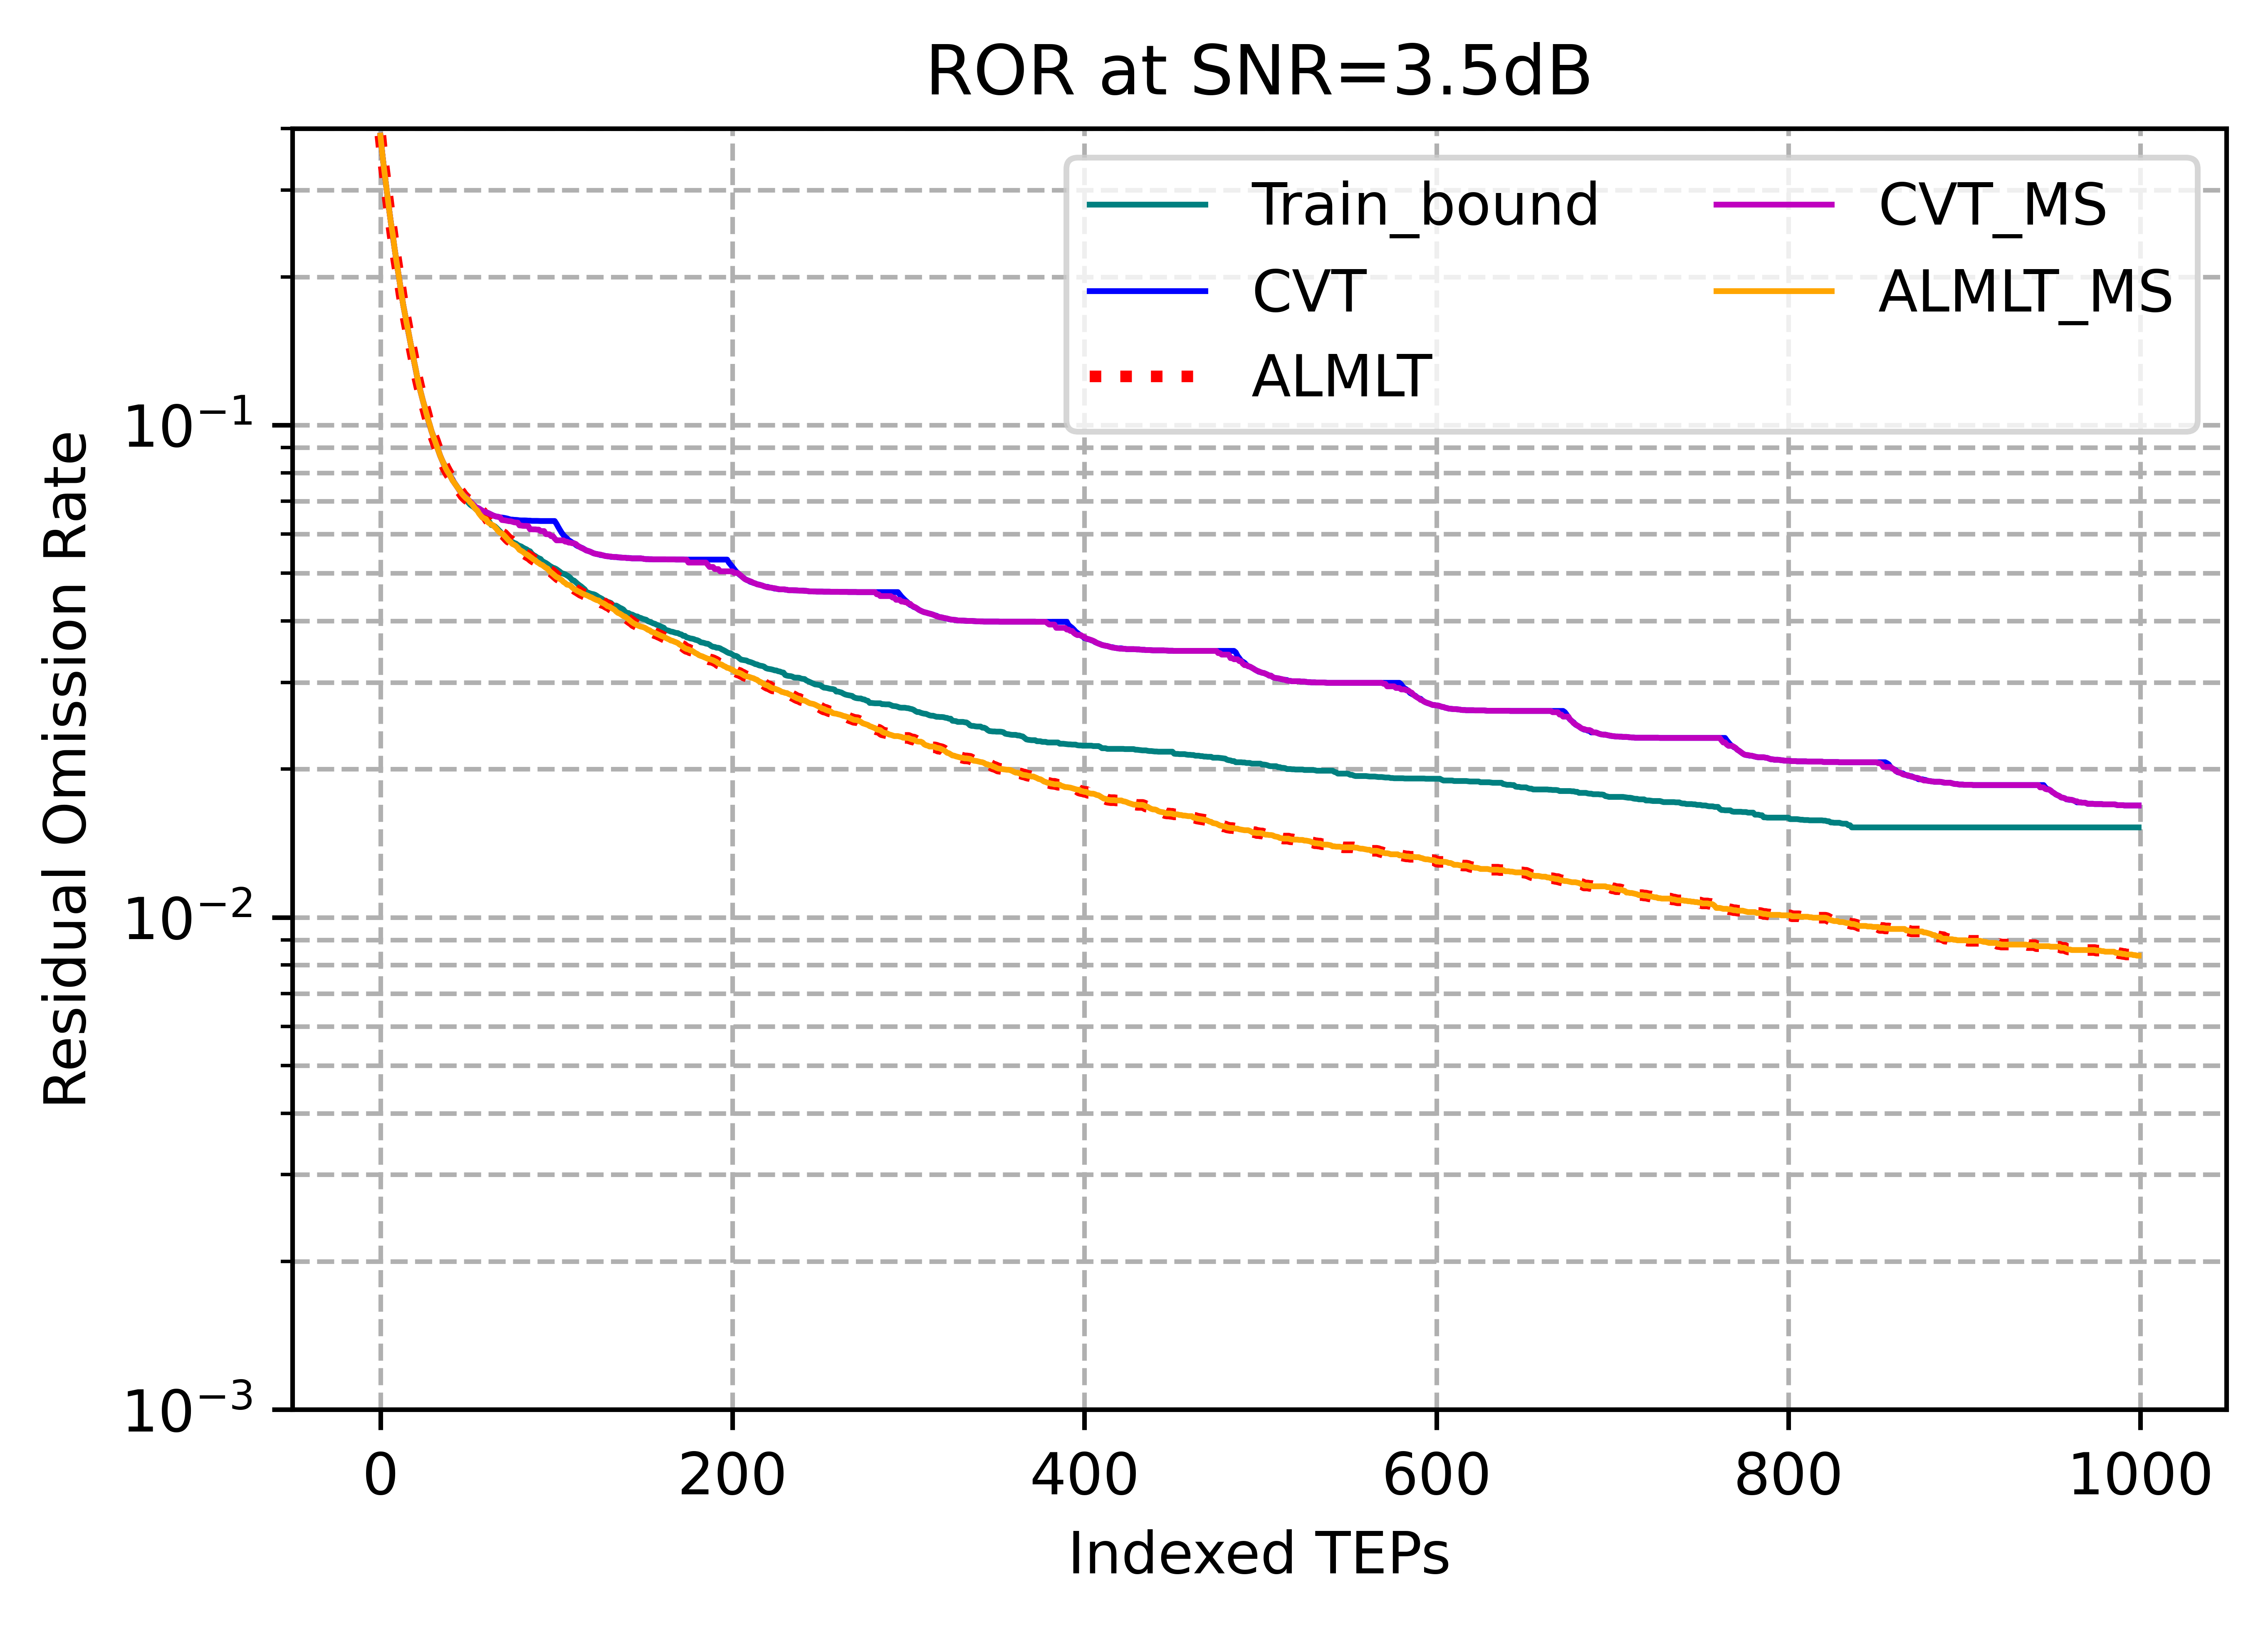 ROR at SNR=3.5dB
Residual Omission Rate
10⁻¹
10⁻²
10⁻³
Train_bound
CVT
ALMLT
CVT_MS
ALMLT_MS
0 200 400 600 800 1000
Indexed TEPs